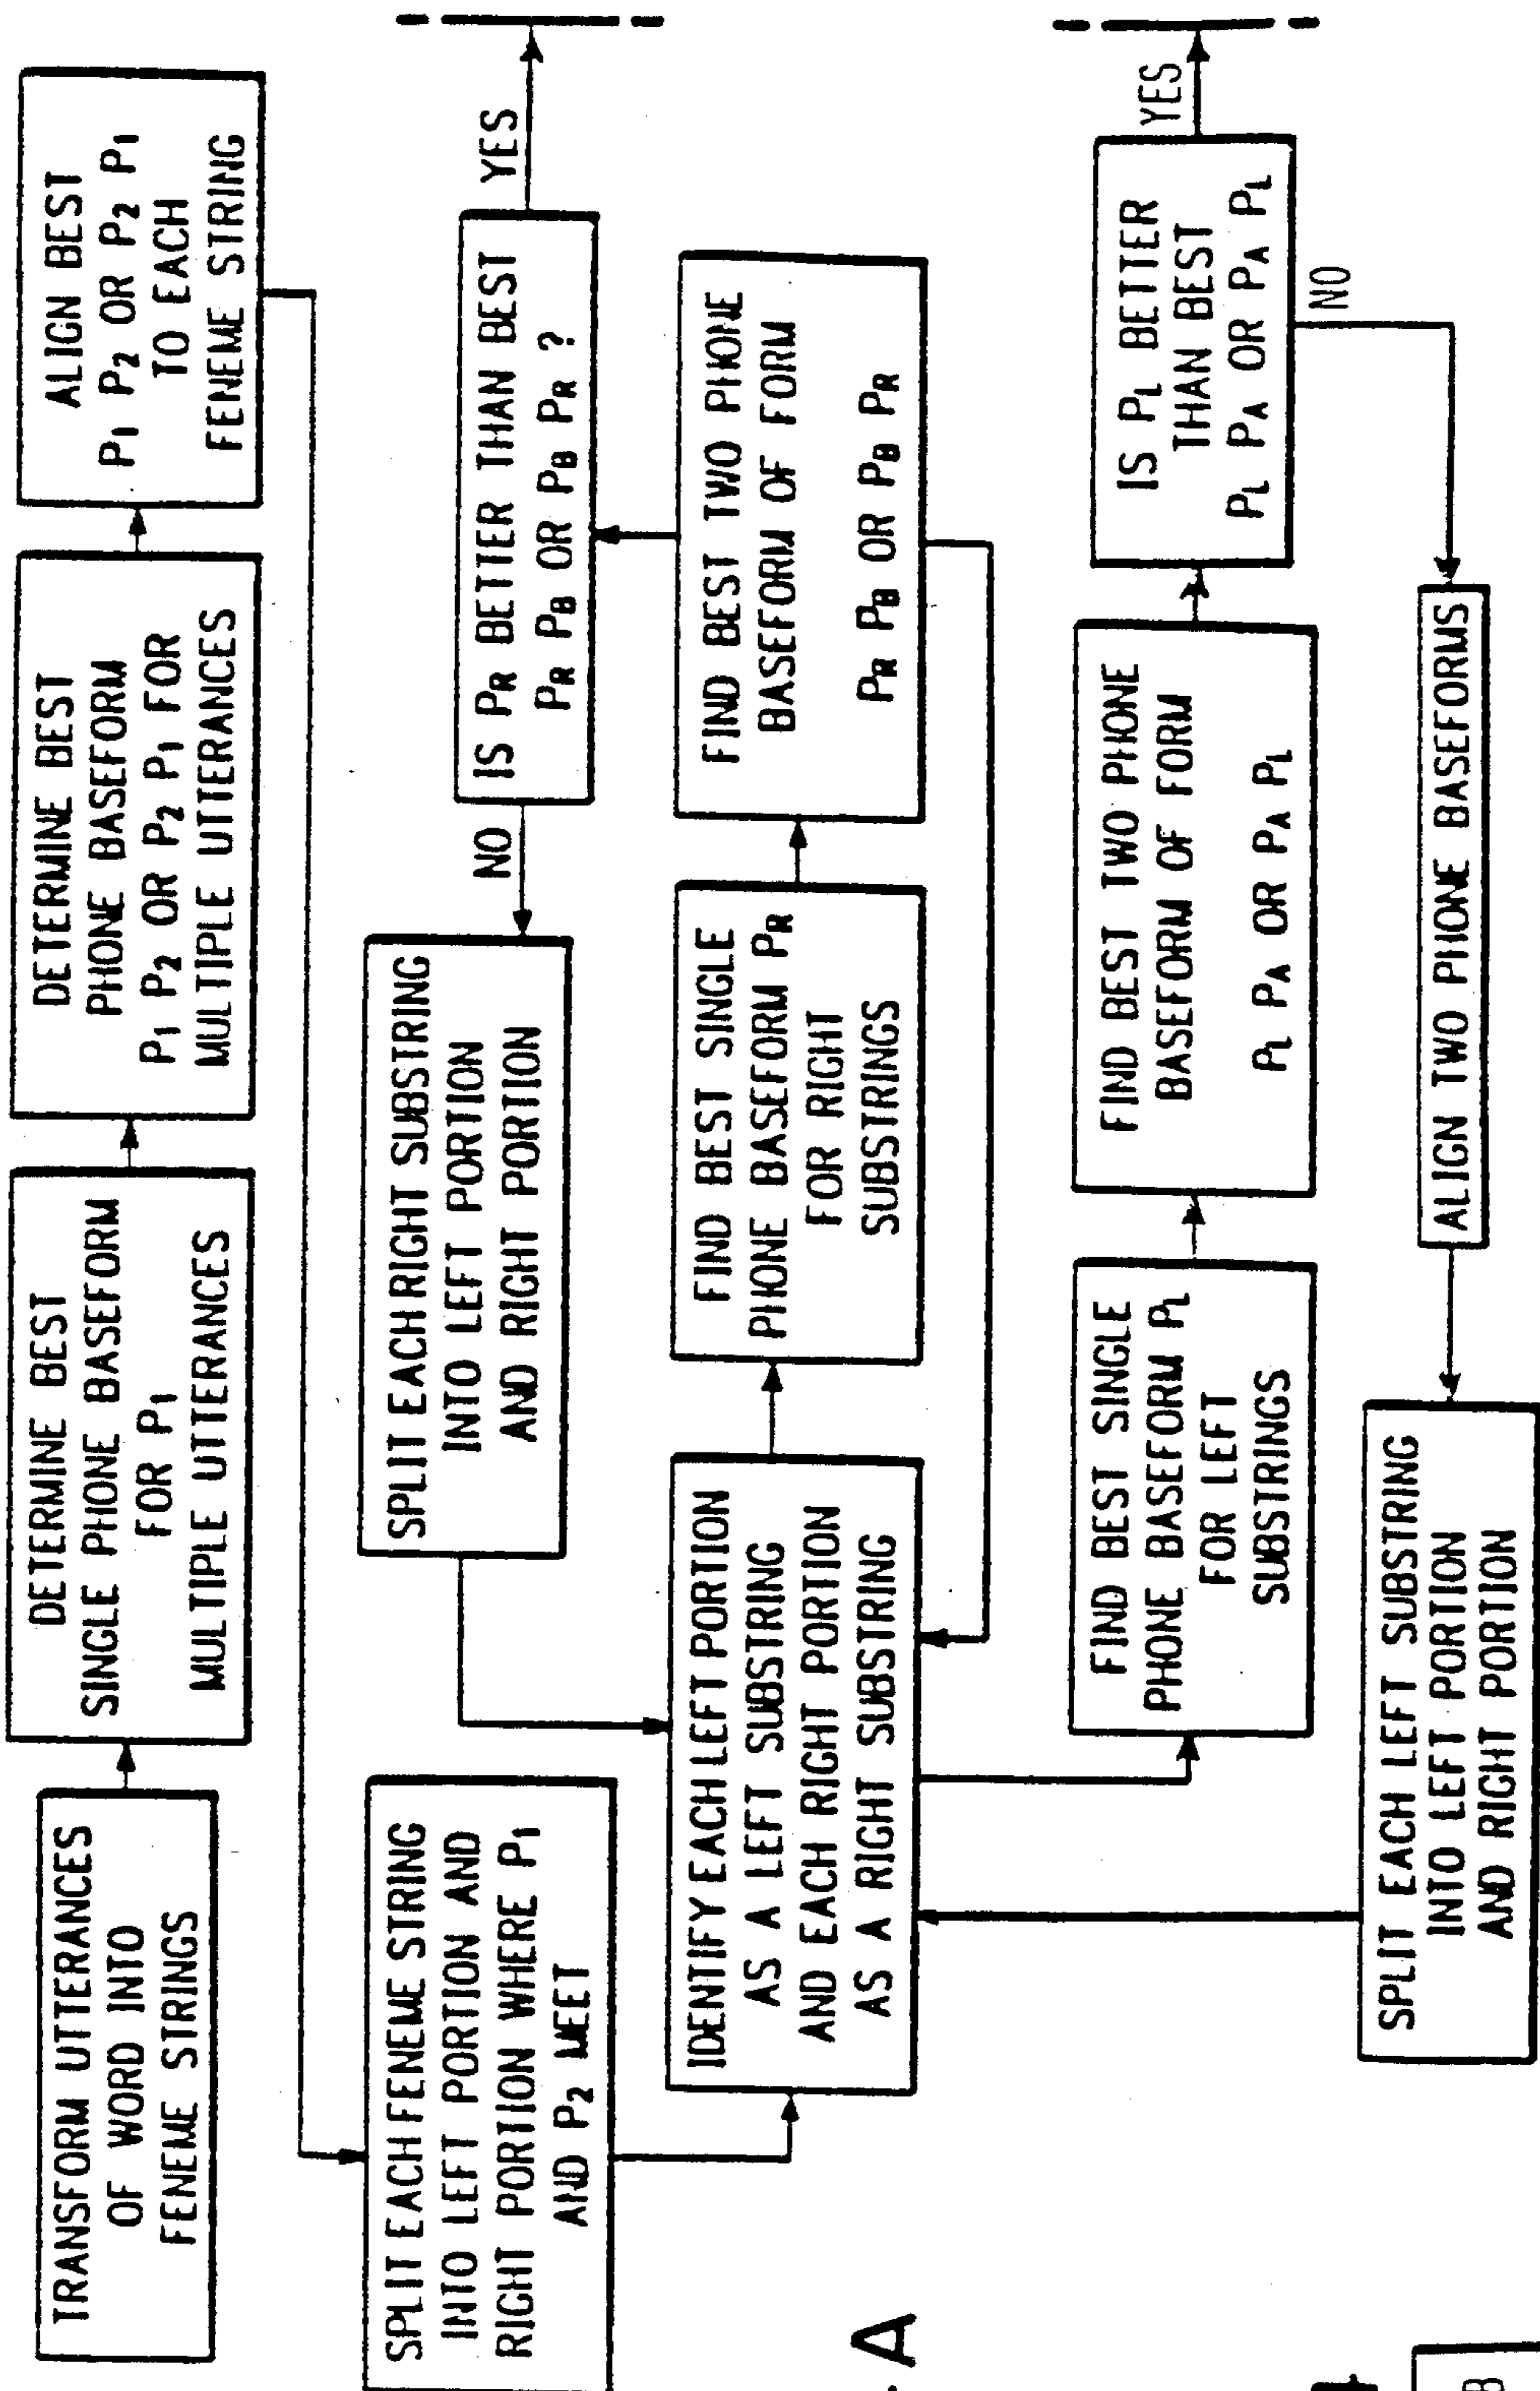 TRANSFORM UTTERANCES
OF WORD INTO
FENEME STRINGS
DETERMINE BEST
SINGLE PHONE BASEFORM
FOR P1
MULTIPLE UTTERANCES
DETERMINE BEST
PHONE BASEFORM
P1 P2 OR P2 P1 FOR
MULTIPLE UTTERANCES
ALIGN BEST
P1 P2 OR P2 P1
TO EACH
FENEME STRING
SPLIT EACH FENEME STRING
INTO LEFT PORTION AND
RIGHT PORTION WHERE P1
AND P2 MEET
SPLIT EACH RIGHT SUBSTRING
INTO LEFT PORTION
AND RIGHT PORTION
NO
IS PR BETTER THAN BEST
PR PB OR PB PR ?
YES
IDENTIFY EACH LEFT PORTION
AS A LEFT SUBSTRING
AND EACH RIGHT PORTION
AS A RIGHT SUBSTRING
FIND BEST SINGLE
PHONE BASEFORM PR
FOR RIGHT
SUBSTRINGS
FIND BEST TWO PHONE
BASEFORM OF FORM
PR PB OR PB PR
A
FIND BEST SINGLE
PHONE BASEFORM PL
FOR LEFT
SUBSTRINGS
FIND BEST TWO PHONE
BASEFORM OF FORM
PL PA OR PA PL
IS PL BETTER
THAN BEST
PL PA OR PA PL
YES
NO
SPLIT EACH LEFT SUBSTRING
INTO LEFT PORTION
AND RIGHT PORTION
ALIGN TWO PHONE BASEFORMS
B